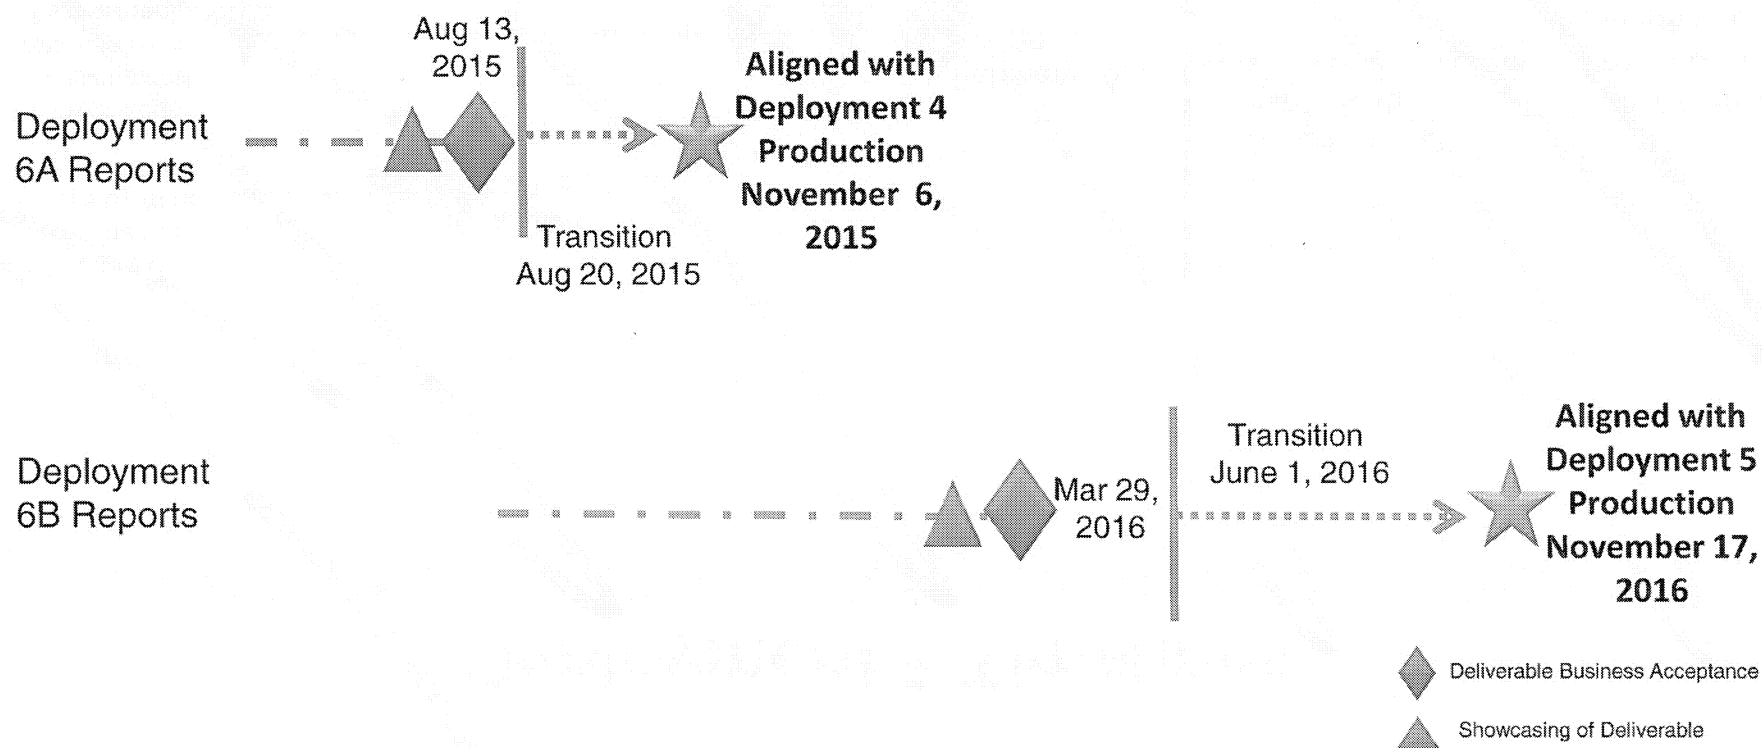 Aug 13,
2015
Deployment
6A Reports
Aligned with
Deployment 4
Production
November 6,
2015
Transition
Aug 20, 2015
Deployment
6B Reports
Mar 29,
2016
Transition
June 1, 2016
Aligned with
Deployment 5
Production
November 17,
2016
Deliverable Business Acceptance
Showcasing of Deliverable